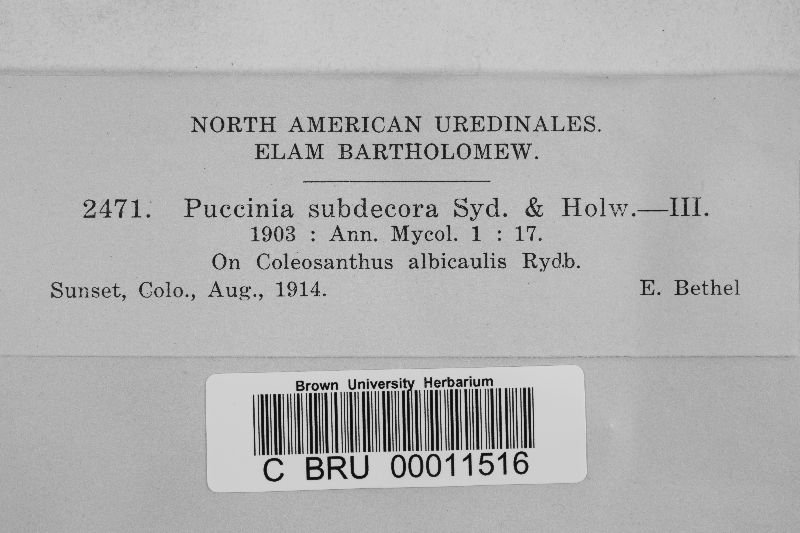 NORTH AMERICAN UREDINALES.
ELAM BARTHOLOMEW.
2471. Puccinia subdecora Syd. & Holw.—III.
1903 : Ann. Mycol. 1 : 17.
On Coleosanthus albicaulis Rydb.
Sunset, Colo., Aug., 1914. E. Bethel
Brown University Herbarium
C BRU 00011516